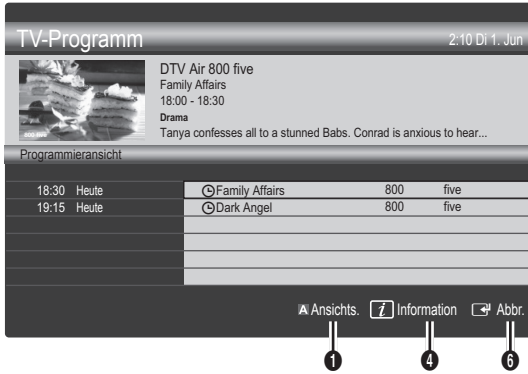 TV-Programm 2:10 Di 1. Jun
DTV Air 800 five
Family Affairs
18:00 - 18:30
Drama
Tanya confesses all to a stunned Babs. Conrad is anxious to hear...
800 five
Programmieransicht
18:30 Heute Family Affairs 800 five
19:15 Heute Dark Angel 800 five
A Ansichts. i Information Abbr.
1 4 6